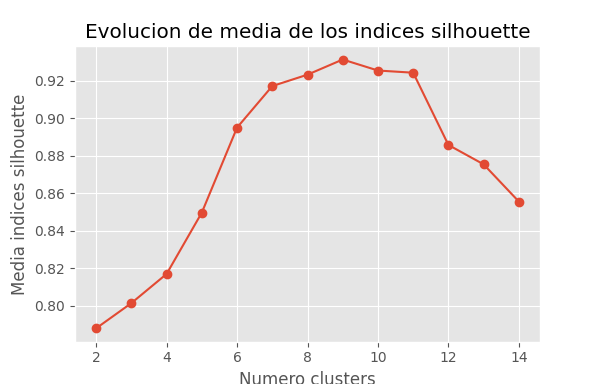 Evolucion de media de los indices silhouette
Media indices silhouette
0.92
0.90
0.88
0.86
0.84
0.82
0.80
2 4 6 8 10 12 14
Numero clusters